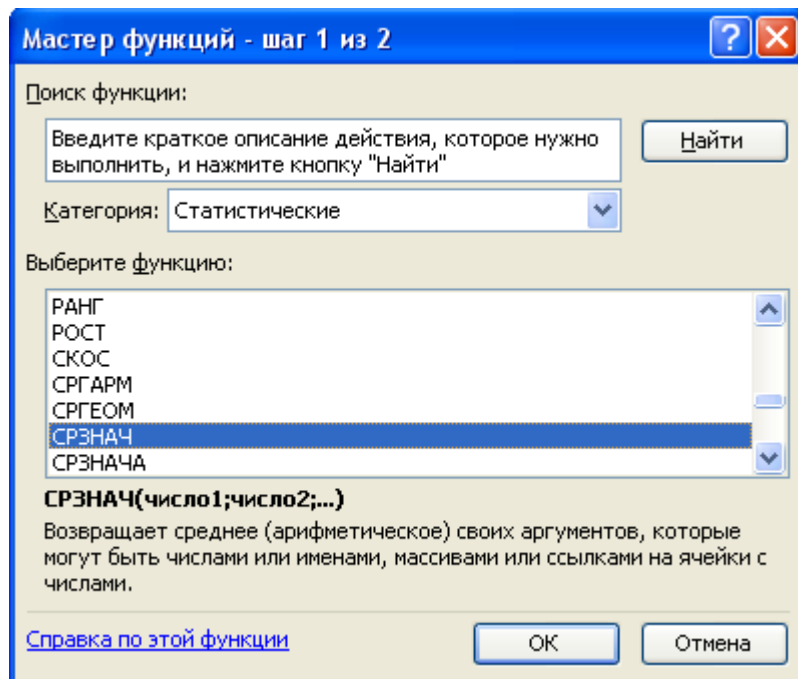 Мастер функций - шаг 1 из 2
Поиск функции:
Введите краткое описание действия, которое нужно
выполнить, и нажмите кнопку "Найти"
Найти
Категория: Статистические
Выберите функцию:
РАНГ
РОСТ
СКОС
СРГАРМ
СРГЕОМ
СРЗНАЧ
СРЗНАЧА
СРЗНАЧ(число1;число2;...)
Возвращает среднее (арифметическое) своих аргументов, которые
могут быть числами или именами, массивами или ссылками на ячейки с
числами.
Справка по этой функции
ОК
Отмена